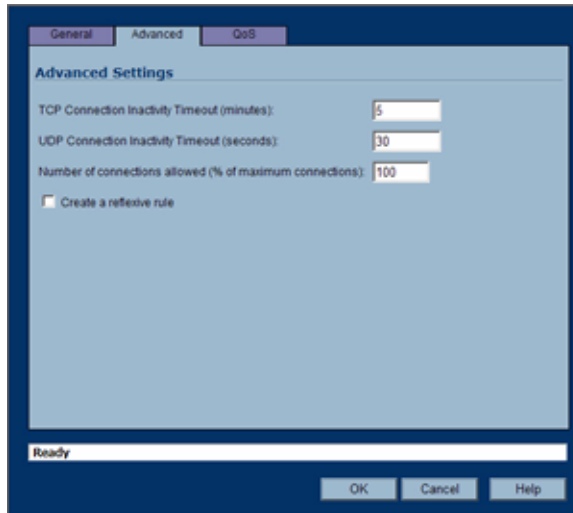 General Advanced QoS
Advanced Settings
TCP Connection Inactivity Timeout (minutes): 5
UDP Connection Inactivity Timeout (seconds): 30
Number of connections allowed (% of maximum connections): 100
Create a reflexive rule
Ready
OK Cancel Help